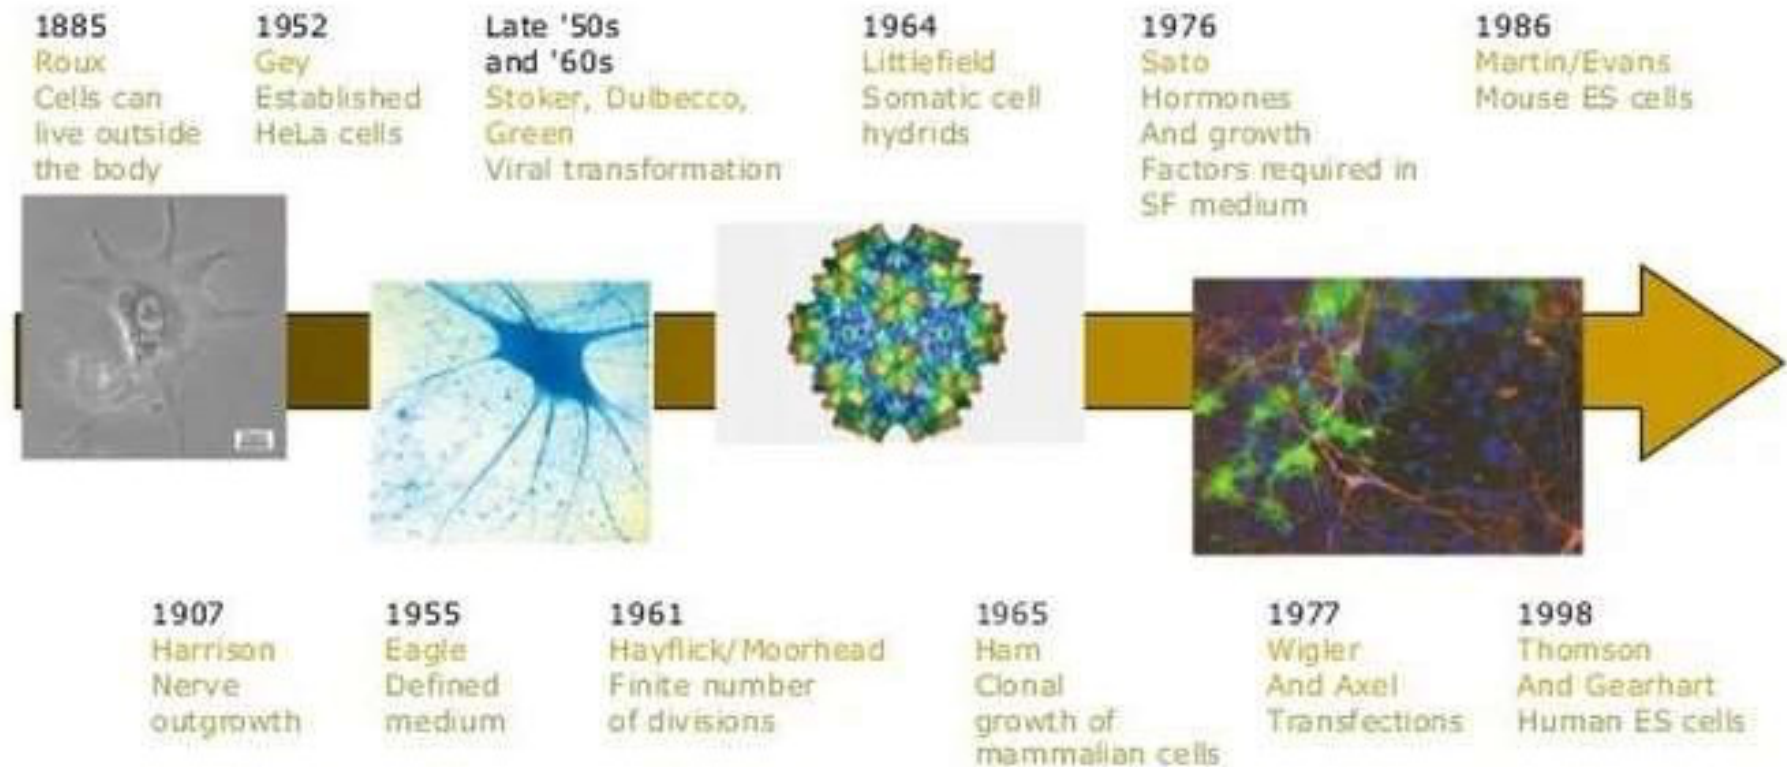 1885
Roux
Cells can
live outside
the body
1952
Gey
Established
HeLa cells
Late '50s
and '60s
Stoker, Dulbecco,
Green
Viral transformation
1964
Littlefield
Somatic cell
hydrids
1976
Sato
Hormones
And growth
Factors required in
SF medium
1986
Martin/Evans
Mouse ES cells
1907
Harrison
Nerve
outgrowth
1955
Eagle
Defined
medium
1961
Hayflick/Moorhead
Finite number
of divisions
1965
Ham
Clonal
growth of
mammalian cells
1977
Wigler
And Axel
Transfections
1998
Thomson
And Gearhart
Human ES cells